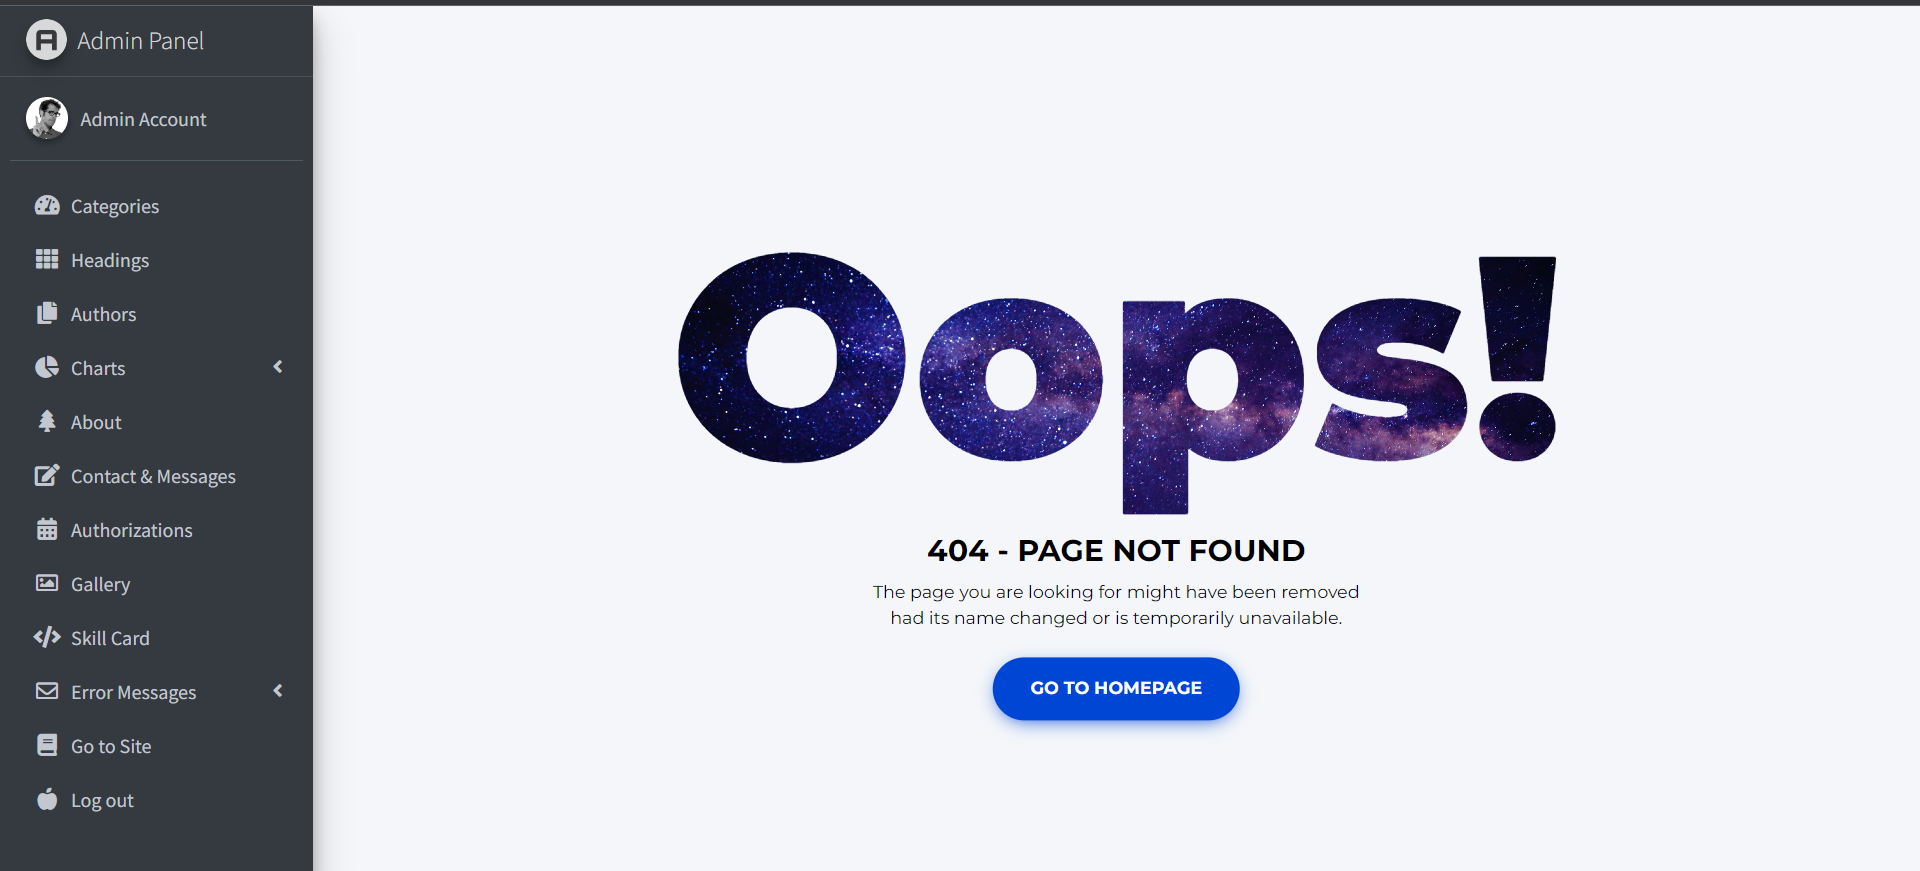 Admin Panel
Admin Account
Categories
Headings
Authors
Charts
About
Contact & Messages
Authorizations
Gallery
Skill Card
Error Messages
Go to Site
Log out
Oops!
404 - PAGE NOT FOUND
The page you are looking for might have been removed
had its name changed or is temporarily unavailable.
GO TO HOMEPAGE